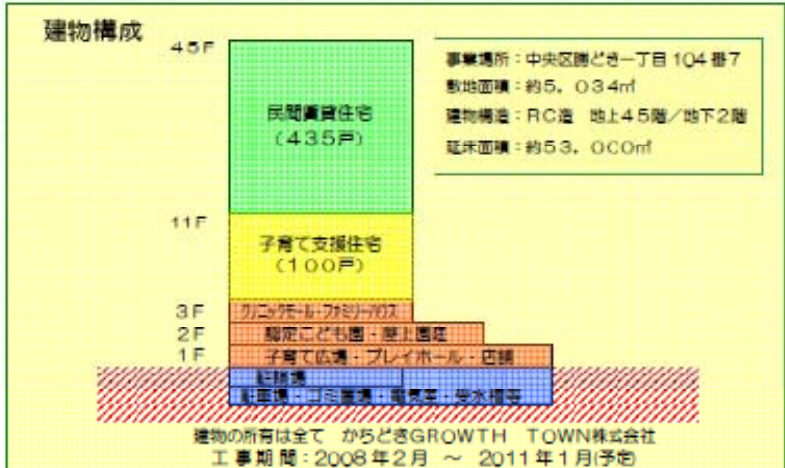 建物構成
45F
民間賃貸住宅
(435戸)
事業場所：中央区勝どき一丁目104番7
敷地面積：約5，034㎡
建物構造：RC造 地上45階／地下2階
延床面積：約53，000㎡
11F
子育て支援住宅
(100戸)
3F
クリニックモール・ファミリーハウス
2F
認定こども園・屋上園庭
1F
子育て広場・プレイホール・店舗
駐輪場
駐車場・ゴミ置場・電気室・受水槽等
建物の所有は全て かちどきGROWTH TOWN株式会社
工事期間：2008年2月 ～ 2011年1月(予定)